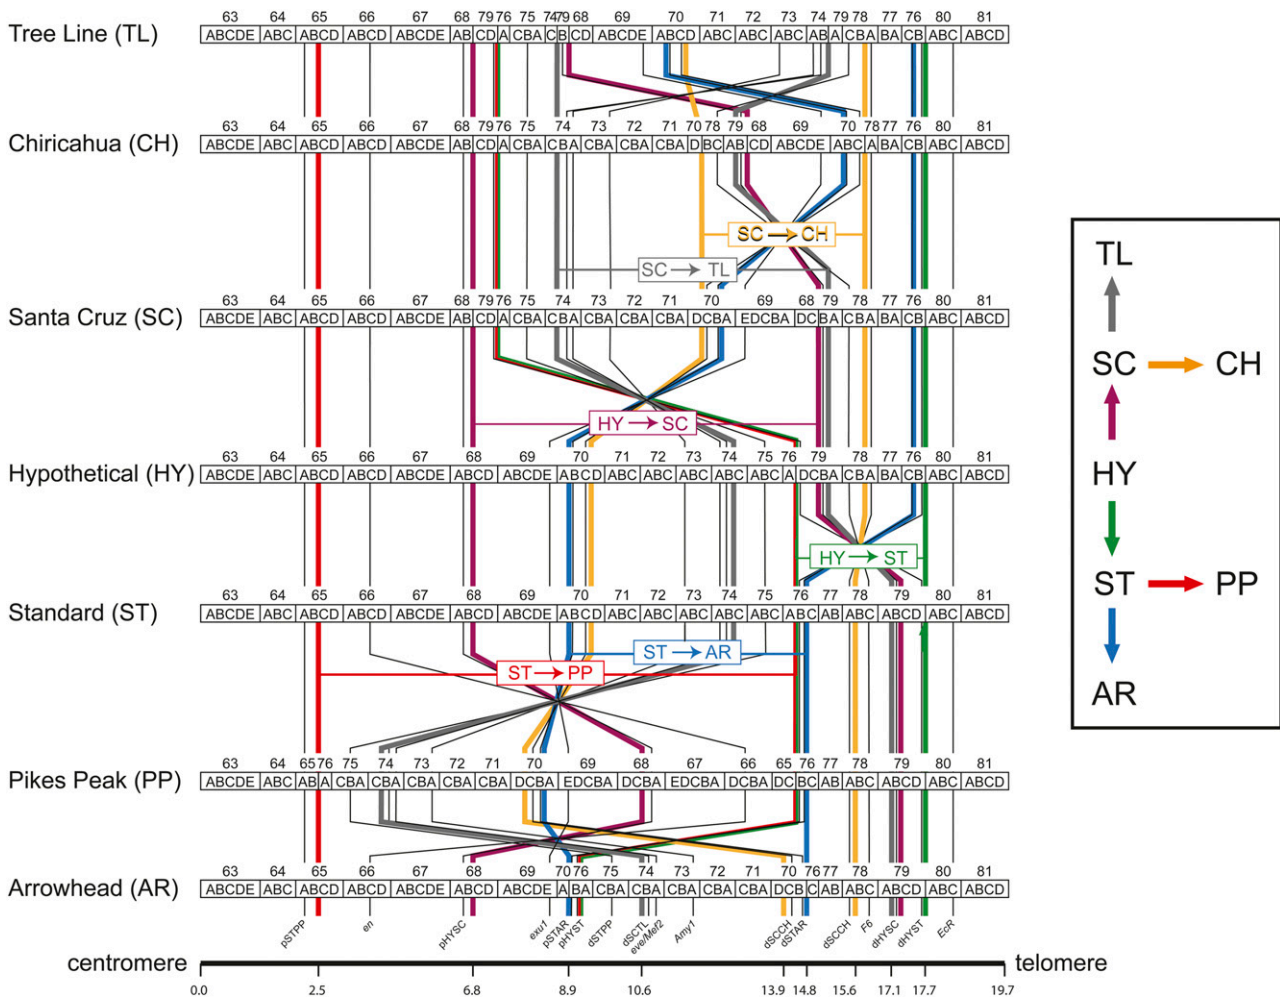 63 64 65 66 67 68 79 76 75 74 79 68 69 70 71 72 73 74 79 78 77 76 80 81
Tree Line (TL) ABCDE ABC ABCD ABCD ABCDE AB CD A CBA C B CD ABCDE ABCD ABC ABC ABC AB A CBA BA CB ABC ABCD
63 64 65 66 67 68 79 76 75 74 73 72 71 70 78 79 68 69 70 78 77 76 80 81
Chiricahua (CH) ABCDE ABC ABCD ABCD ABCDE AB CD A CBA CBA CBA CBA CBA D BC AB CD ABCDE ABC A BA CB ABC ABCD
SC → CH
SC → TL
63 64 65 66 67 68 79 76 75 74 73 72 71 70 69 68 79 78 77 76 80 81
Santa Cruz (SC) ABCDE ABC ABCD ABCD ABCDE AB CD A CBA CBA CBA CBA CBA DCBA EDCBA DC BA CBA BA CB ABC ABCD
HY → SC
63 64 65 66 67 68 69 70 71 72 73 74 75 76 79 78 77 76 80 81
Hypothetical (HY) ABCDE ABC ABCD ABCD ABCDE ABCD ABCDE ABCD ABC ABC ABC ABC ABC A DCBA CBA BA CB ABC ABCD
HY → ST
63 64 65 66 67 68 69 70 71 72 73 74 75 76 77 78 79 80 81
Standard (ST) ABCDE ABC ABCD ABCD ABCDE ABCD ABCDE ABCD ABC ABC ABC ABC ABC ABC AB ABC ABCD ABC ABCD
ST → AR
ST → PP
63 64 65 76 75 74 73 72 71 70 69 68 67 66 65 76 77 78 79 80 81
Pikes Peak (PP) ABCDE ABC AB A CBA CBA CBA CBA CBA DCBA EDCBA DCBA EDCBA DCBA DC BC AB ABC ABCD ABC ABCD
63 64 65 66 67 68 69 70 76 75 74 73 72 71 70 76 77 78 79 80 81
Arrowhead (AR) ABCDE ABC ABCD ABCD ABCDE ABCD ABCDE A BA CBA CBA CBA CBA CBA DCB C AB ABC ABCD ABC ABCD
pSTPP en pHYSC exu1 pSTAR pHYST dSTPP dSCTL eve/Mef2 Amy1 dSCCH dSTAR dSCCH F6 dHYSC dHYST EcR
centromere telomere
0.0 2.5 6.8 8.9 10.6 13.9 14.8 15.6 17.1 17.7 19.7
TL
SC → CH
HY
ST → PP
AR